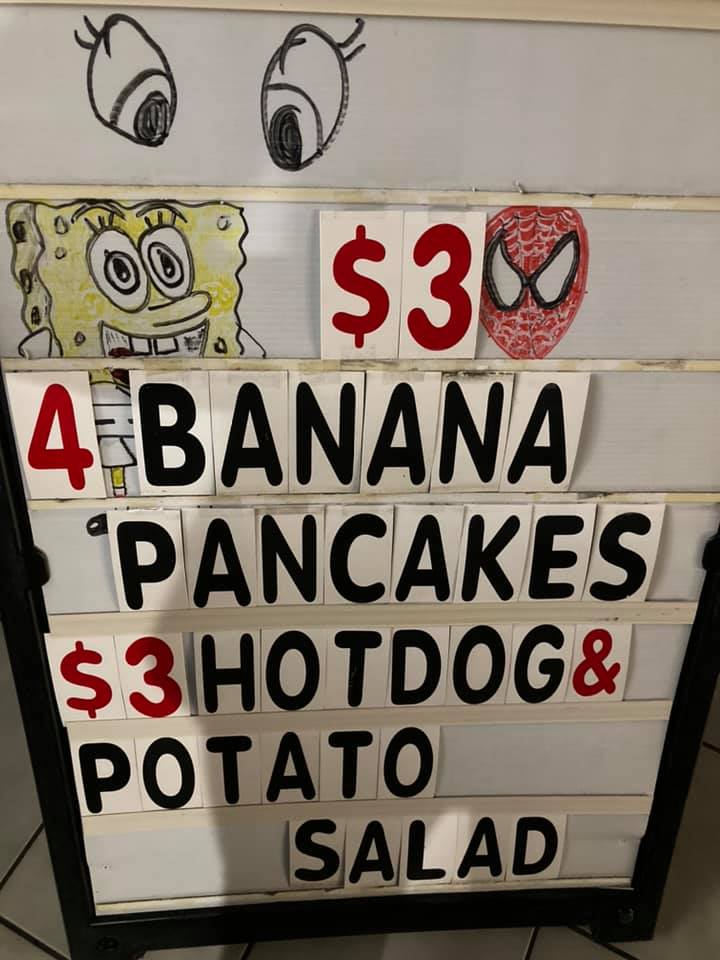 $3
4 BANANA
PANCAKES
$3 HOTDOG &
POTATO
SALAD